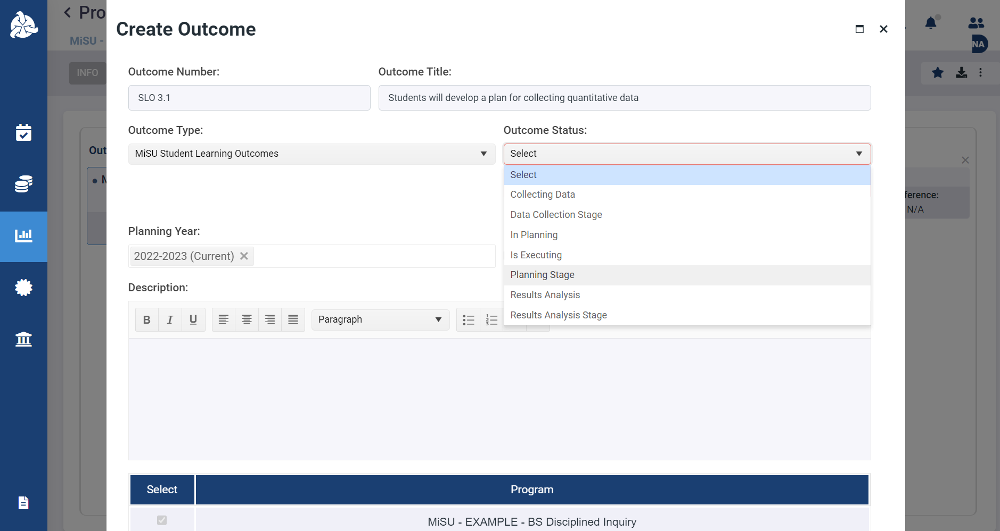 Pro
Create Outcome
MiSU -
NA
INFO
Outcome Number:
Outcome Title:
SLO 3.1
Students will develop a plan for collecting quantitative data
Outcome Type:
Outcome Status:
Out
MiSU Student Learning Outcomes
Select
Select
Collecting Data
Data Collection Stage
In Planning
Is Executing
Planning Stage
Results Analysis
Results Analysis Stage
ference:
N/A
Planning Year:
2022-2023 (Current)
Description:
B I U
Paragraph
Select
Program
MiSU - EXAMPLE - BS Disciplined Inquiry